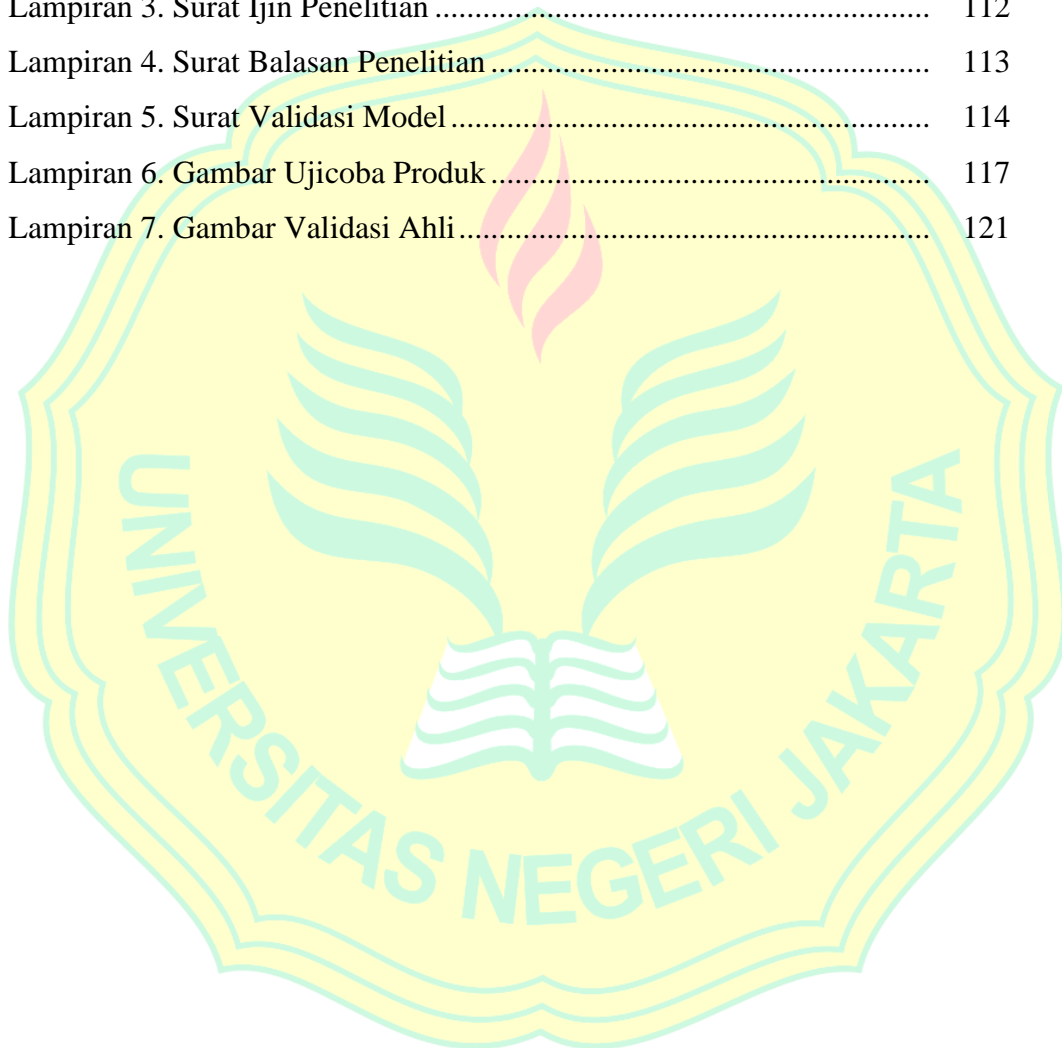 Lampiran 3. Surat Ijin Penelitian ........................................................... 112
Lampiran 4. Surat Balasan Penelitian ..................................................... 113
Lampiran 5. Surat Validasi Model .......................................................... 114
Lampiran 6. Gambar Ujicoba Produk ..................................................... 117
Lampiran 7. Gambar Validasi Ahli ......................................................... 121
UNIVERSITAS NEGERI JAKARTA